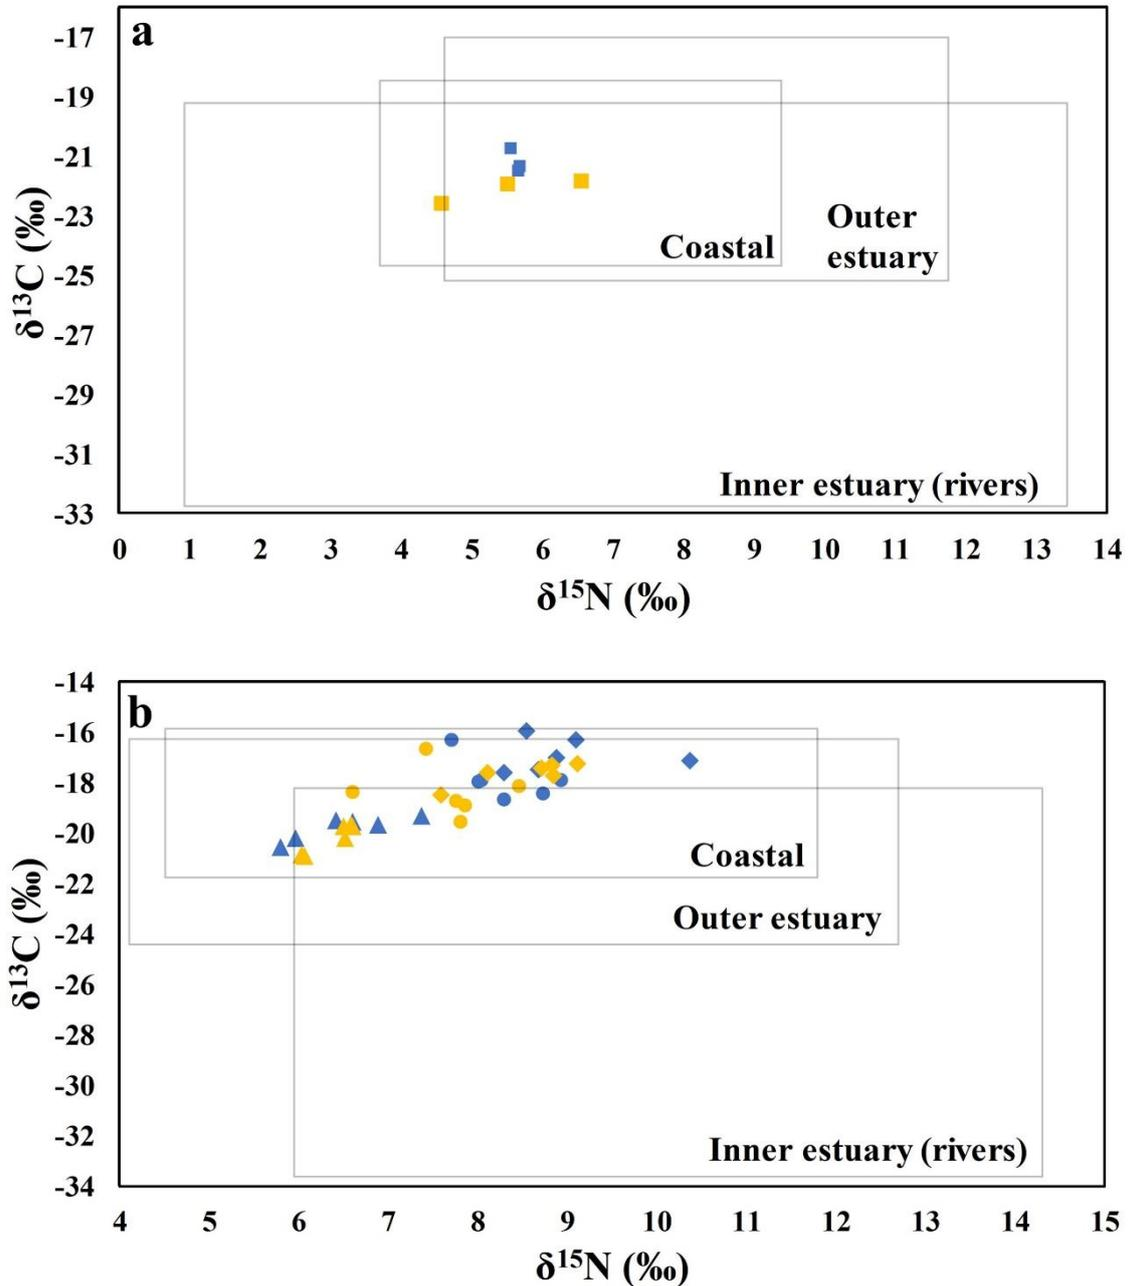 a
-17
-19
-21
-23
-25
-27
-29
-31
-33
δ¹³C (‰)
Outer
estuary
Coastal
Inner estuary (rivers)
0 1 2 3 4 5 6 7 8 9 10 11 12 13 14
δ¹⁵N (‰)
b
-14
-16
-18
-20
-22
-24
-26
-28
-30
-32
-34
δ¹³C (‰)
Coastal
Outer estuary
Inner estuary (rivers)
4 5 6 7 8 9 10 11 12 13 14 15
δ¹⁵N (‰)